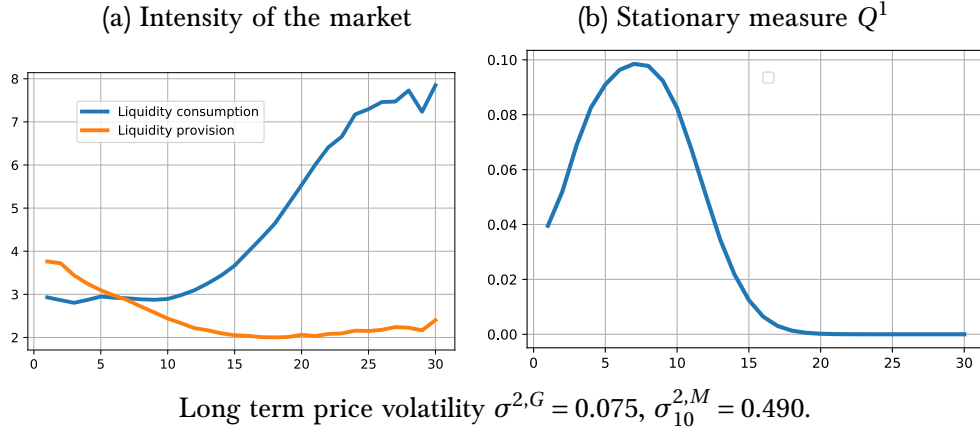 (a) Intensity of the market
(b) Stationary measure Q¹
8
7
6
5
4
3
2
Liquidity consumption
Liquidity provision
0 5 10 15 20 25 30
0.10
0.08
0.06
0.04
0.02
0.00
0 5 10 15 20 25 30
Long term price volatility σ^{2,G} = 0.075, σ_{10}^{2,M} = 0.490.